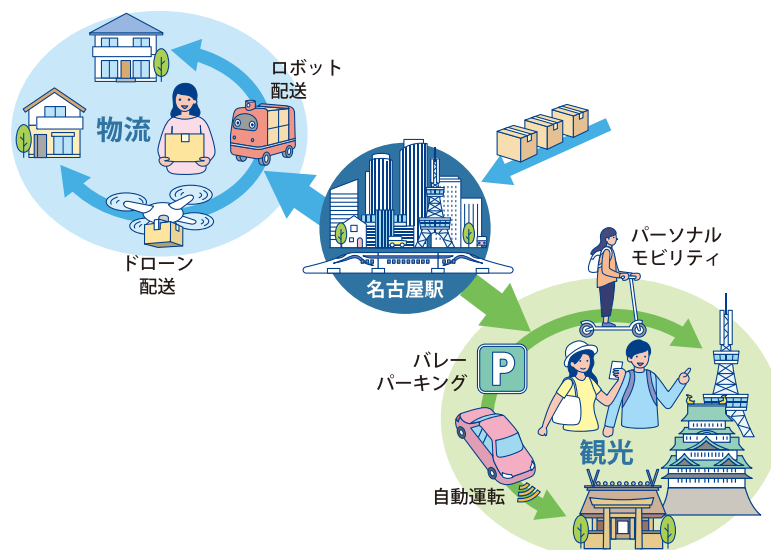 ロボット
配送
物流
ドローン
配送
名古屋駅
パーソナル
モビリティ
バレー
パーキング
P
観光
自動運転